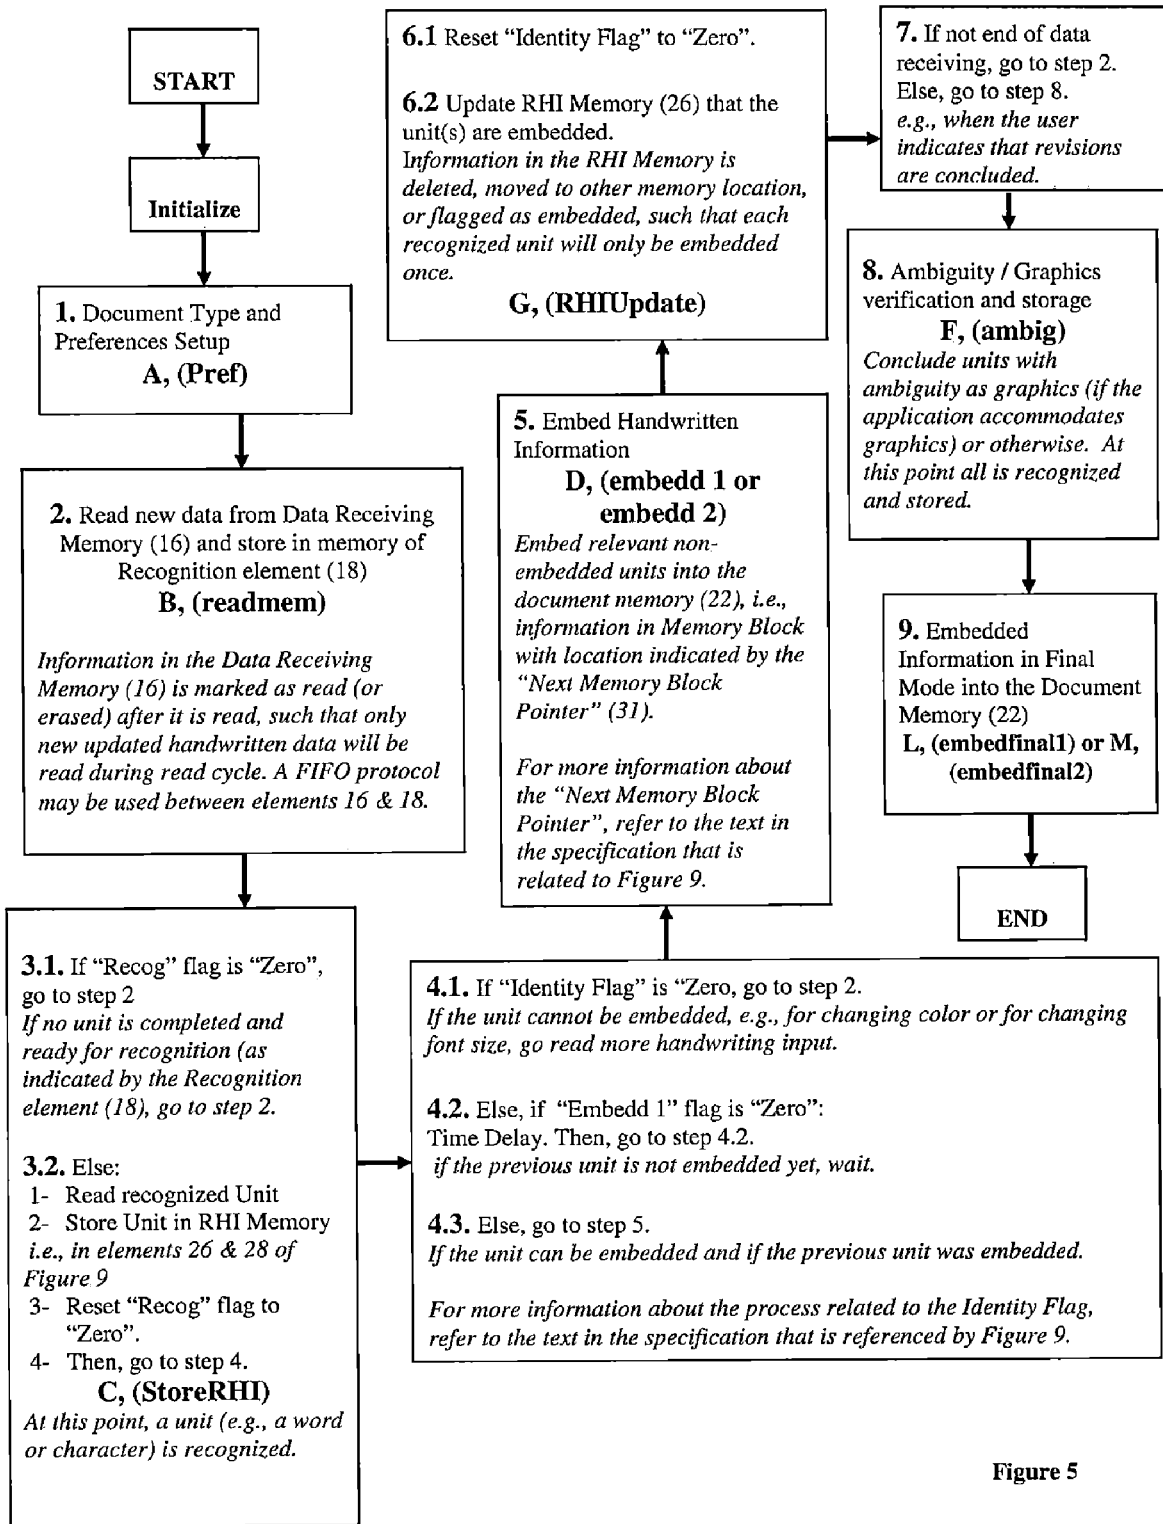 START
Initialize
1. Document Type and
Preferences Setup
A, (Pref)
2. Read new data from Data Receiving
Memory (16) and store in memory of
Recognition element (18)
B, (readmem)
Information in the Data Receiving
Memory (16) is marked as read (or
erased) after it is read, such that only
new updated handwritten data will be
read during read cycle. A FIFO protocol
may be used between elements 16 & 18.
3.1. If “Recog” flag is “Zero”,
go to step 2
If no unit is completed and
ready for recognition (as
indicated by the Recognition
element (18), go to step 2.
3.2. Else:
1- Read recognized Unit
2- Store Unit in RHI Memory
i.e., in elements 26 & 28 of
Figure 9
3- Reset “Recog” flag to
“Zero”.
4- Then, go to step 4.
C, (StoreRHI)
At this point, a unit (e.g., a word
or character) is recognized.
4.1. If “Identity Flag” is “Zero, go to step 2.
If the unit cannot be embedded, e.g., for changing color or for changing
font size, go read more handwriting input.
4.2. Else, if “Embedd 1” flag is “Zero”:
Time Delay. Then, go to step 4.2.
if the previous unit is not embedded yet, wait.
4.3. Else, go to step 5.
If the unit can be embedded and if the previous unit was embedded.
For more information about the process related to the Identity Flag,
refer to the text in the specification that is referenced by Figure 9.
5. Embed Handwritten
Information
D, (embedd 1 or
embedd 2)
Embed relevant non-
embedded units into the
document memory (22), i.e.,
information in Memory Block
with location indicated by the
“Next Memory Block
Pointer” (31).
For more information about
the “Next Memory Block
Pointer”, refer to the text in
the specification that is
related to Figure 9.
6.1 Reset “Identity Flag” to “Zero”.
6.2 Update RHI Memory (26) that the
unit(s) are embedded.
Information in the RHI Memory is
deleted, moved to other memory location,
or flagged as embedded, such that each
recognized unit will only be embedded
once.
G, (RHIUpdate)
7. If not end of data
receiving, go to step 2.
Else, go to step 8.
e.g., when the user
indicates that revisions
are concluded.
8. Ambiguity / Graphics
verification and storage
F, (ambig)
Conclude units with
ambiguity as graphics (if the
application accommodates
graphics) or otherwise. At
this point all is recognized
and stored.
9. Embedded
Information in Final
Mode into the Document
Memory (22)
L, (embedfinal1) or M,
(embedfinal2)
END
Figure 5